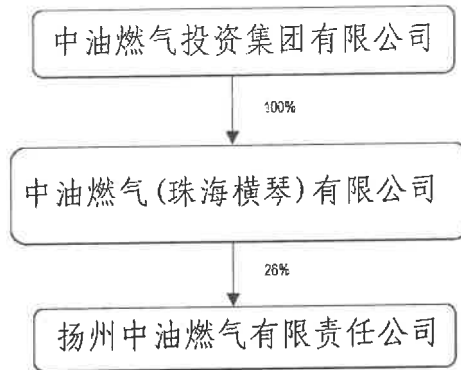 中油燃气投资集团有限公司
100%
中油燃气(珠海横琴)有限公司
26%
扬州中油燃气有限责任公司